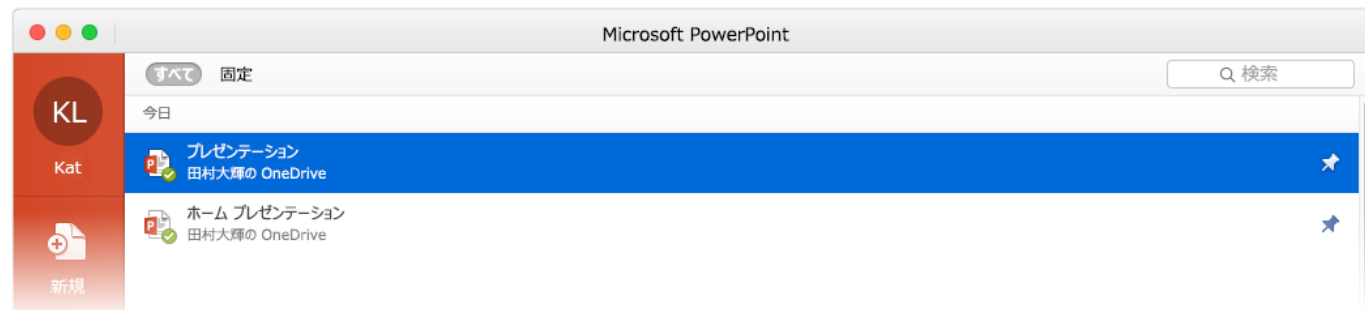 Microsoft PowerPoint
すべて 固定 検索
KL
Kat
新規
今日
プレゼンテーション
田村大輝の OneDrive
ホーム プレゼンテーション
田村大輝の OneDrive